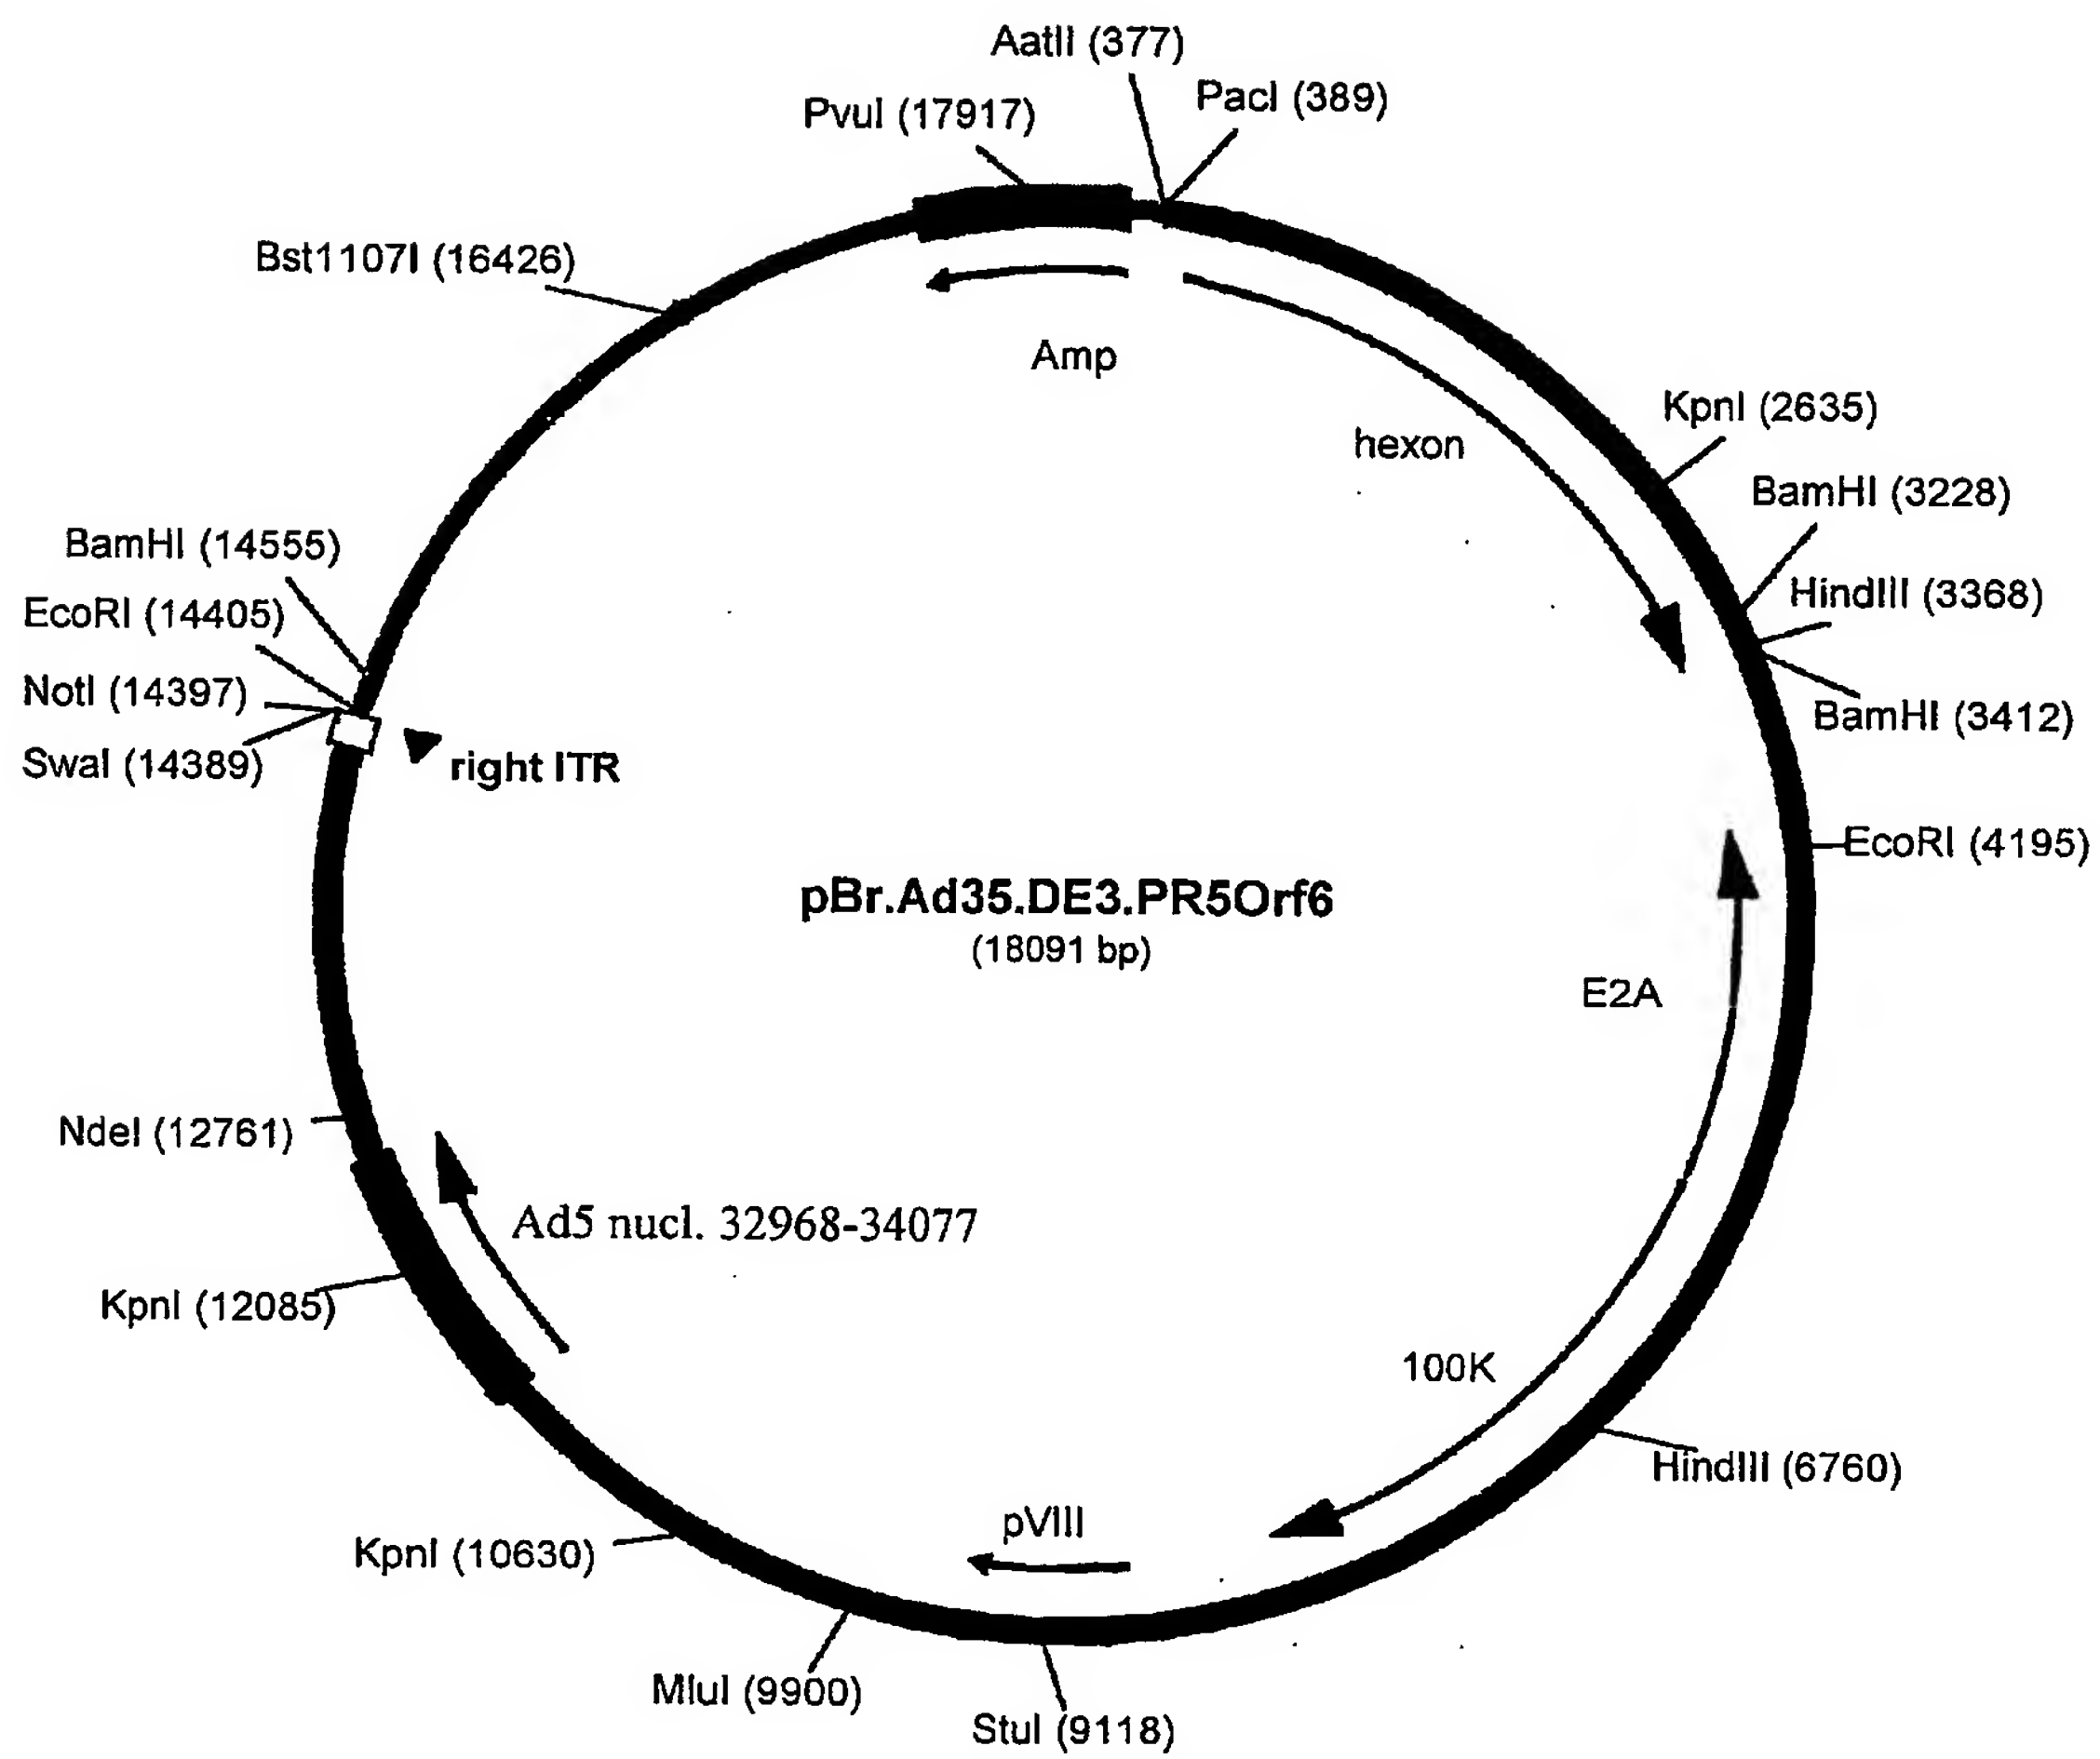 AatII (377)
PacI (389)
PvuI (17917)
Bst1107I (16426)
Amp
KpnI (2635)
hexon
BamHI (3228)
BamHI (14555)
HindIII (3368)
EcoRI (14405)
NotI (14397)
BamHI (3412)
SwaI (14389)
right ITR
EcoRI (4195)
pBr.Ad35.DE3.PR5Orf6
(18091 bp)
E2A
NdeI (12761)
Ad5 nucl. 32968-34077
KpnI (12085)
100K
HindIII (6760)
pVIII
KpnI (10630)
MluI (9900)
StuI (9118)